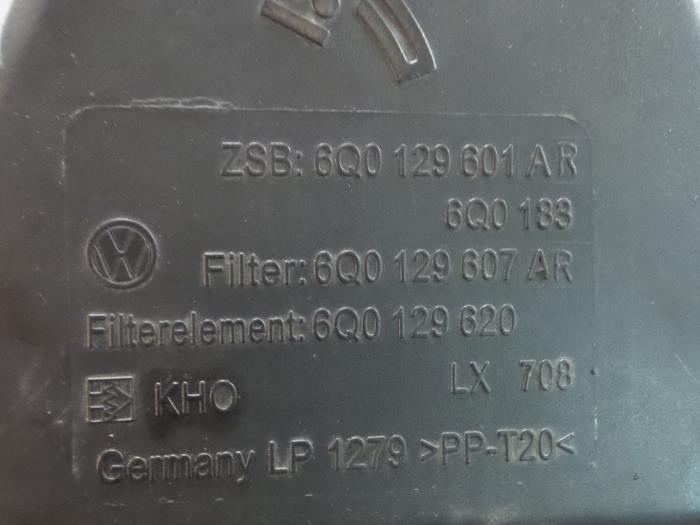 ZSB: 6Q0 129 601 AR
6Q0 183
Filter: 6Q0 129 607 AR
Filterelement: 6Q0 129 620
KHO LX 708
Germany LP 1279 >PP-T20<